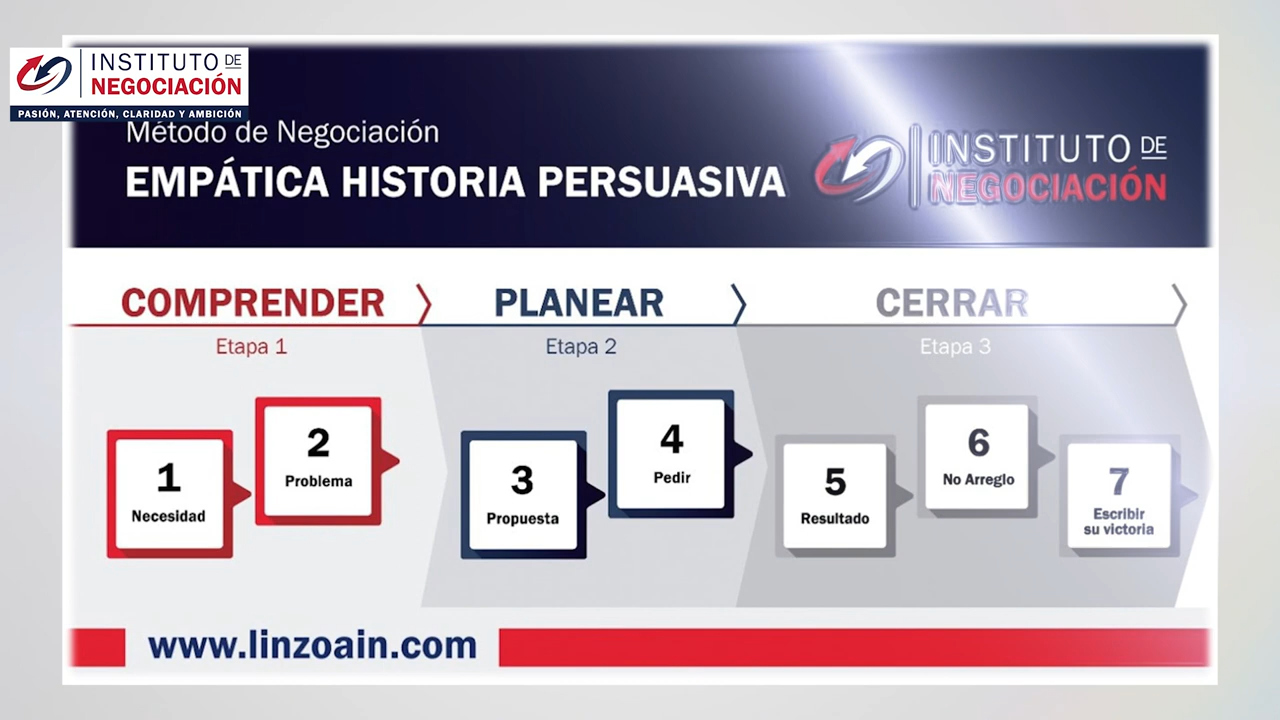 INSTITUTO DE
NEGOCIACIÓN
PASIÓN, ATENCIÓN, CLARIDAD Y AMBICIÓN
Método de Negociación
EMPÁTICA HISTORIA PERSUASIVA
INSTITUTO DE
NEGOCIACIÓN
COMPRENDER
PLANEAR
CERRAR
Etapa 1
Etapa 2
Etapa 3
1
Necesidad
2
Problema
3
Propuesta
4
Pedir
5
Resultado
6
No Arreglo
7
Escribir
su victoria
www.linzoain.com